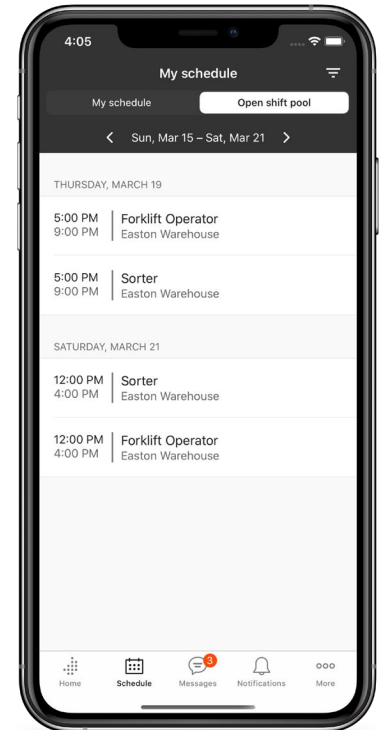 4:05
My schedule
My schedule Open shift pool
Sun, Mar 15 – Sat, Mar 21
THURSDAY, MARCH 19
5:00 PM Forklift Operator
9:00 PM Easton Warehouse
5:00 PM Sorter
9:00 PM Easton Warehouse
SATURDAY, MARCH 21
12:00 PM Sorter
4:00 PM Easton Warehouse
12:00 PM Forklift Operator
4:00 PM Easton Warehouse
3
Home Schedule Messages Notifications More